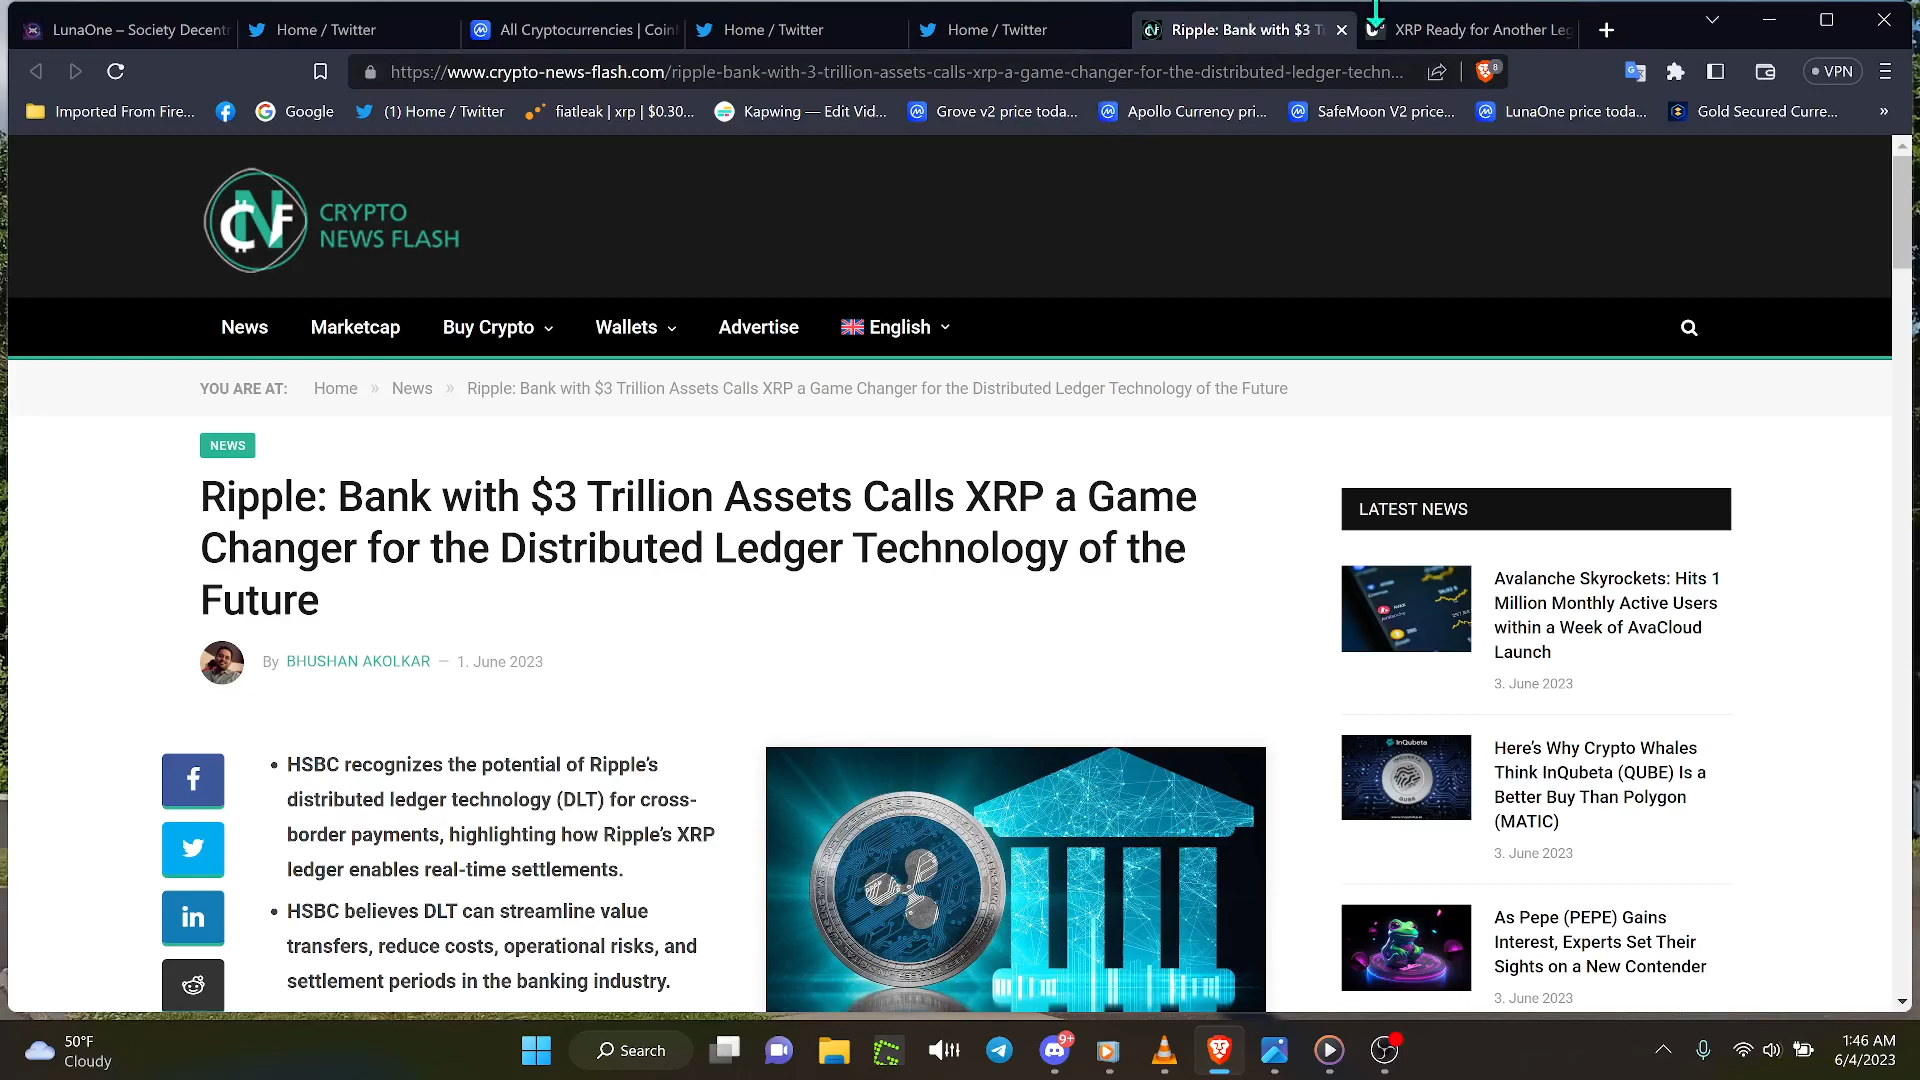 LunaOne – Society Decentr
Home / Twitter
All Cryptocurrencies | Coin
Home / Twitter
Home / Twitter
Ripple: Bank with $3 T
XRP Ready for Another Leg
https://www.crypto-news-flash.com/ripple-bank-with-3-trillion-assets-calls-xrp-a-game-changer-for-the-distributed-ledger-techn...
8
VPN
Imported From Fire...
Google
(1) Home / Twitter
fiatleak | xrp | $0.30...
Kapwing — Edit Vid...
Grove v2 price toda...
Apollo Currency pri...
SafeMoon V2 price...
LunaOne price toda...
Gold Secured Curre...
»
CNF
CRYPTO
NEWS FLASH
News
Marketcap
Buy Crypto
Wallets
Advertise
English
YOU ARE AT: Home » News » Ripple: Bank with $3 Trillion Assets Calls XRP a Game Changer for the Distributed Ledger Technology of the Future
NEWS
Ripple: Bank with $3 Trillion Assets Calls XRP a Game
Changer for the Distributed Ledger Technology of the
Future
By BHUSHAN AKOLKAR — 1. June 2023
• HSBC recognizes the potential of Ripple's
distributed ledger technology (DLT) for cross-
border payments, highlighting how Ripple's XRP
ledger enables real-time settlements.
• HSBC believes DLT can streamline value
transfers, reduce costs, operational risks, and
settlement periods in the banking industry.
LATEST NEWS
Avalanche Skyrockets: Hits 1
Million Monthly Active Users
within a Week of AvaCloud
Launch
3. June 2023
InQubeta
QUBE
Here's Why Crypto Whales
Think InQubeta (QUBE) Is a
Better Buy Than Polygon
(MATIC)
3. June 2023
As Pepe (PEPE) Gains
Interest, Experts Set Their
Sights on a New Contender
3. June 2023
50°F
Cloudy
Search
9+
1:46 AM
6/4/2023